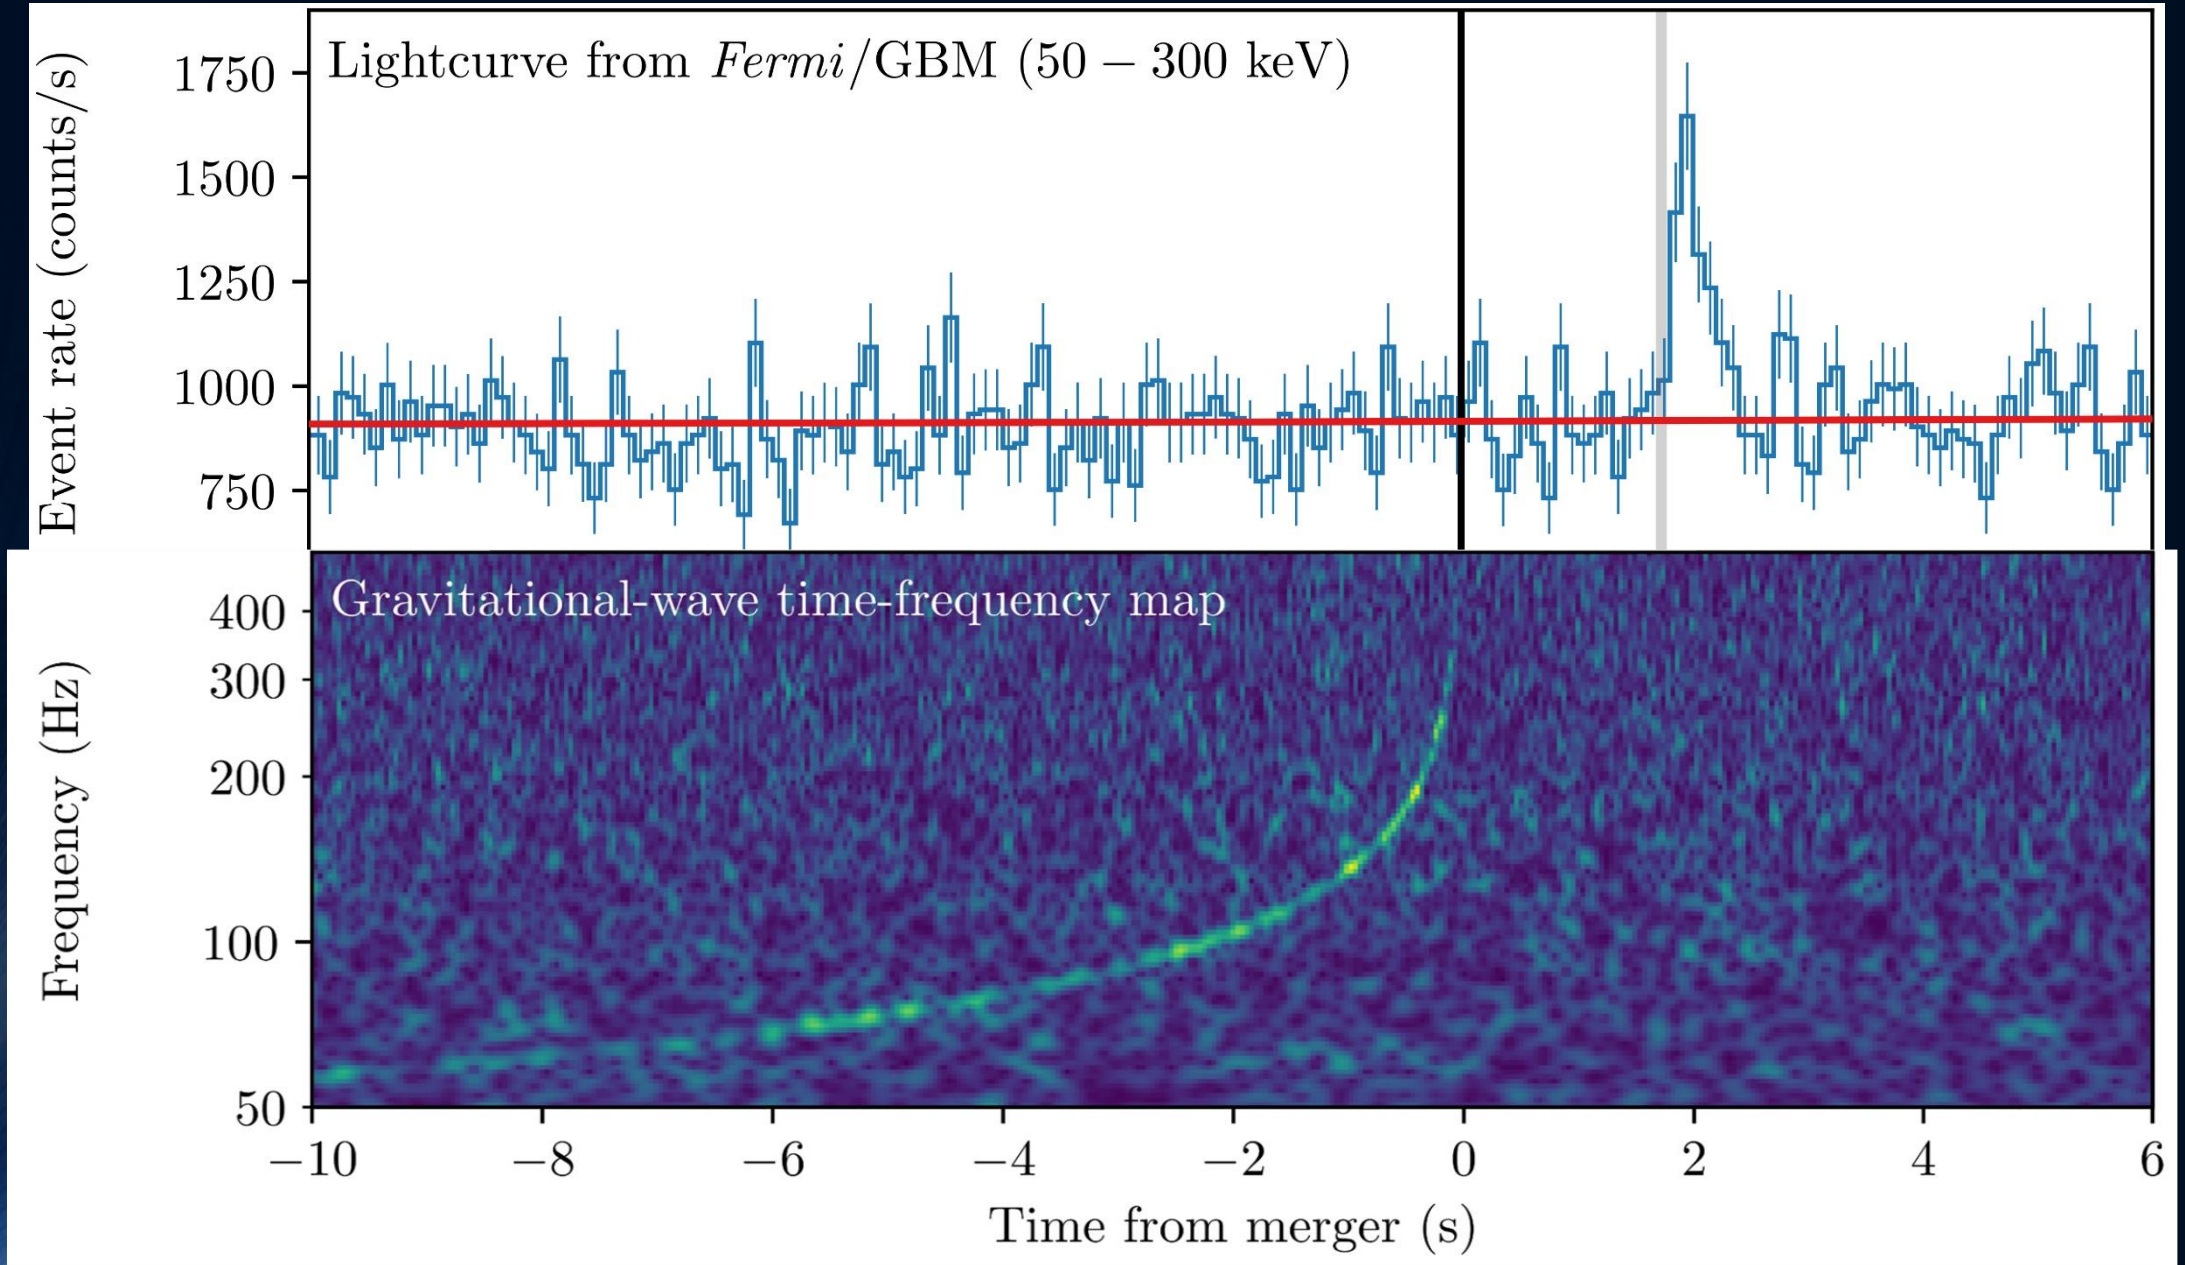 Lightcurve from Fermi/GBM (50 – 300 keV)
Event rate (counts/s)
1750
1500
1250
1000
750
Gravitational-wave time-frequency map
Frequency (Hz)
400
300
200
100
50
−10 −8 −6 −4 −2 0 2 4 6
Time from merger (s)